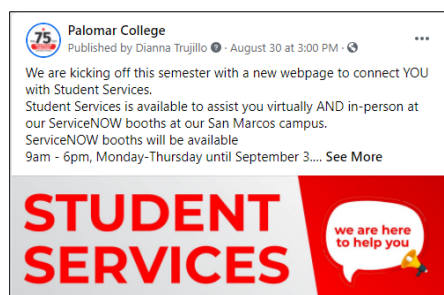 75
Palomar College
Published by Dianna Trujillo · August 30 at 3:00 PM ·
We are kicking off this semester with a new webpage to connect YOU
with Student Services.
Student Services is available to assist you virtually AND in-person at
our ServiceNOW booths at our San Marcos campus.
ServiceNOW booths will be available
9am - 6pm, Monday-Thursday until September 3.... See More
STUDENT
SERVICES
we are here
to help you